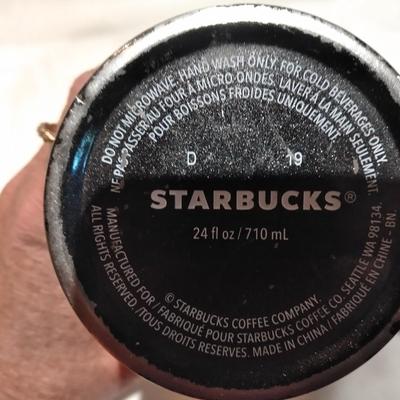 DO NOT MICROWAVE. HAND WASH ONLY. FOR COLD BEVERAGES ONLY.
NE PAS PASSER AU FOUR À MICRO-ONDES. LAVER À LA MAIN SEULEMENT.
POUR BOISSONS FROIDES UNIQUEMENT.
D 19
STARBUCKS®
24 fl oz / 710 mL
© STARBUCKS COFFEE COMPANY.
MANUFACTURED FOR / FABRIQUÉ POUR STARBUCKS COFFEE CO. SEATTLE WA 98134.
ALL RIGHTS RESERVED. /TOUS DROITS RESERVES. MADE IN CHINA / FABRIQUÉ EN CHINE - BN.